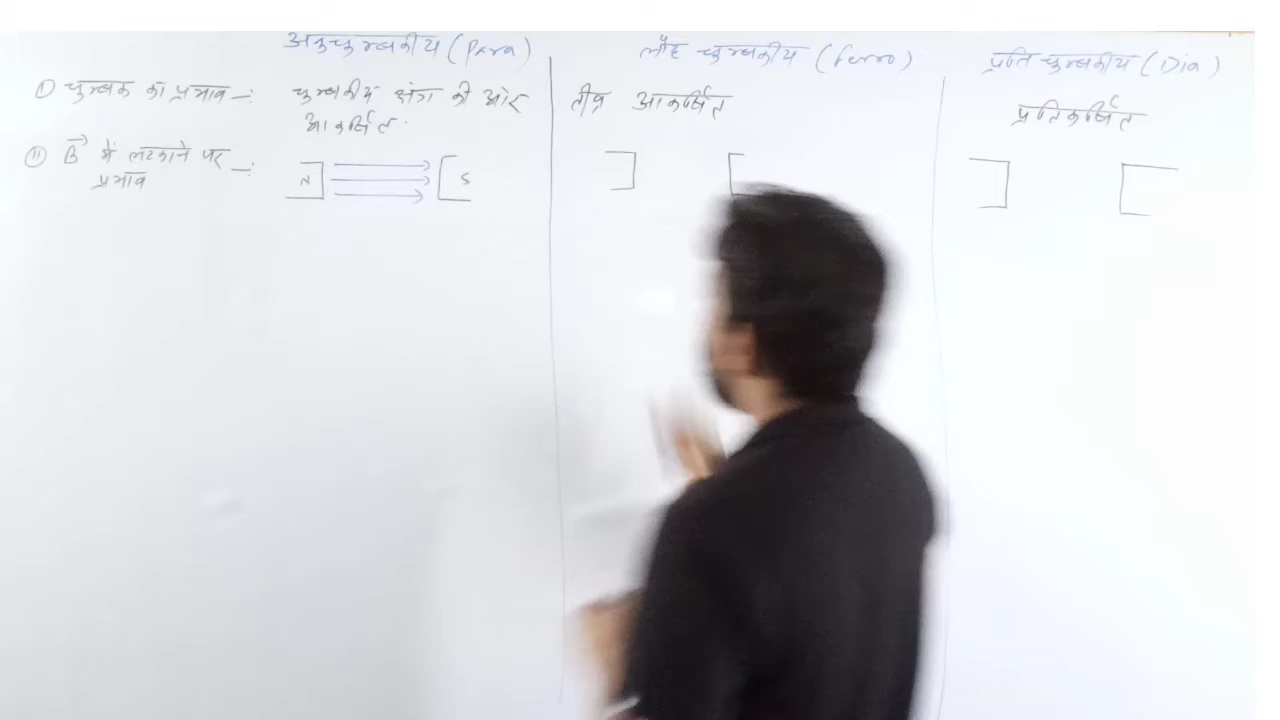 अनुचुम्बकीय (Para)
लौह चुम्बकीय (ferro)
प्रति चुम्बकीय (Dia)
① चुम्बक का प्रभाव -:
चुम्बकीय क्षेत्र की ओर
आकर्षित.
तीव्र आकर्षित
प्रतिकर्षित
② B⃗ में लटकाने पर
प्रभाव -:
N
S